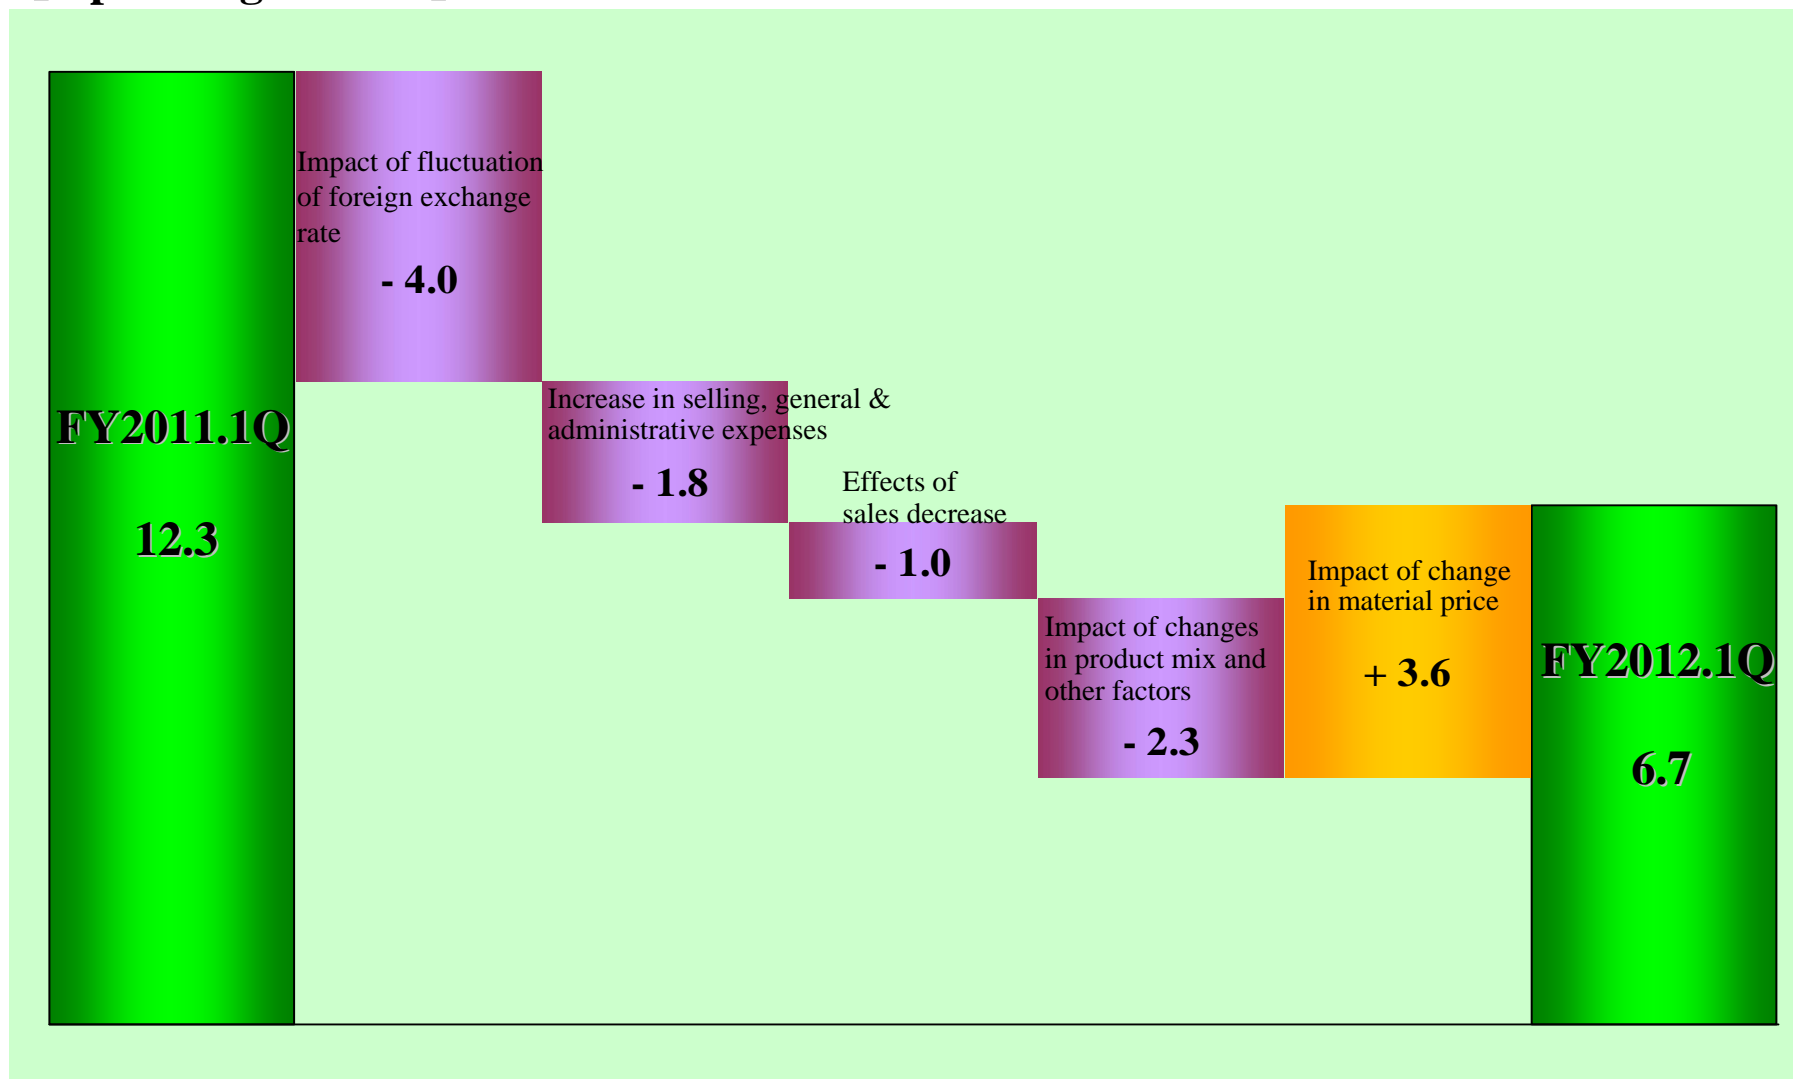 FY2011.1Q
12.3
Impact of fluctuation
of foreign exchange
rate
- 4.0
Increase in selling, general &
administrative expenses
- 1.8
Effects of
sales decrease
- 1.0
Impact of changes
in product mix and
other factors
- 2.3
Impact of change
in material price
+ 3.6
FY2012.1Q
6.7